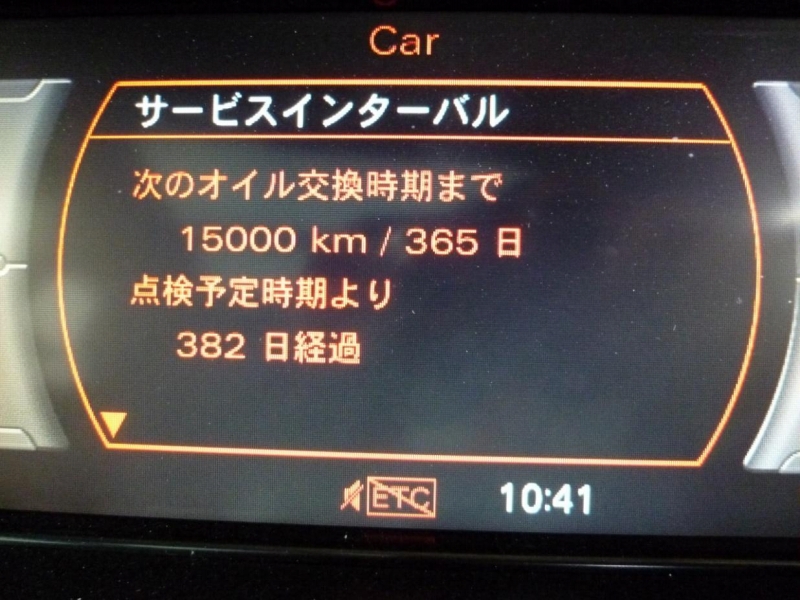 Car
サービスインターバル
次のオイル交換時期まで
15000 km / 365 日
点検予定時期より
382 日経過
ETC 10:41